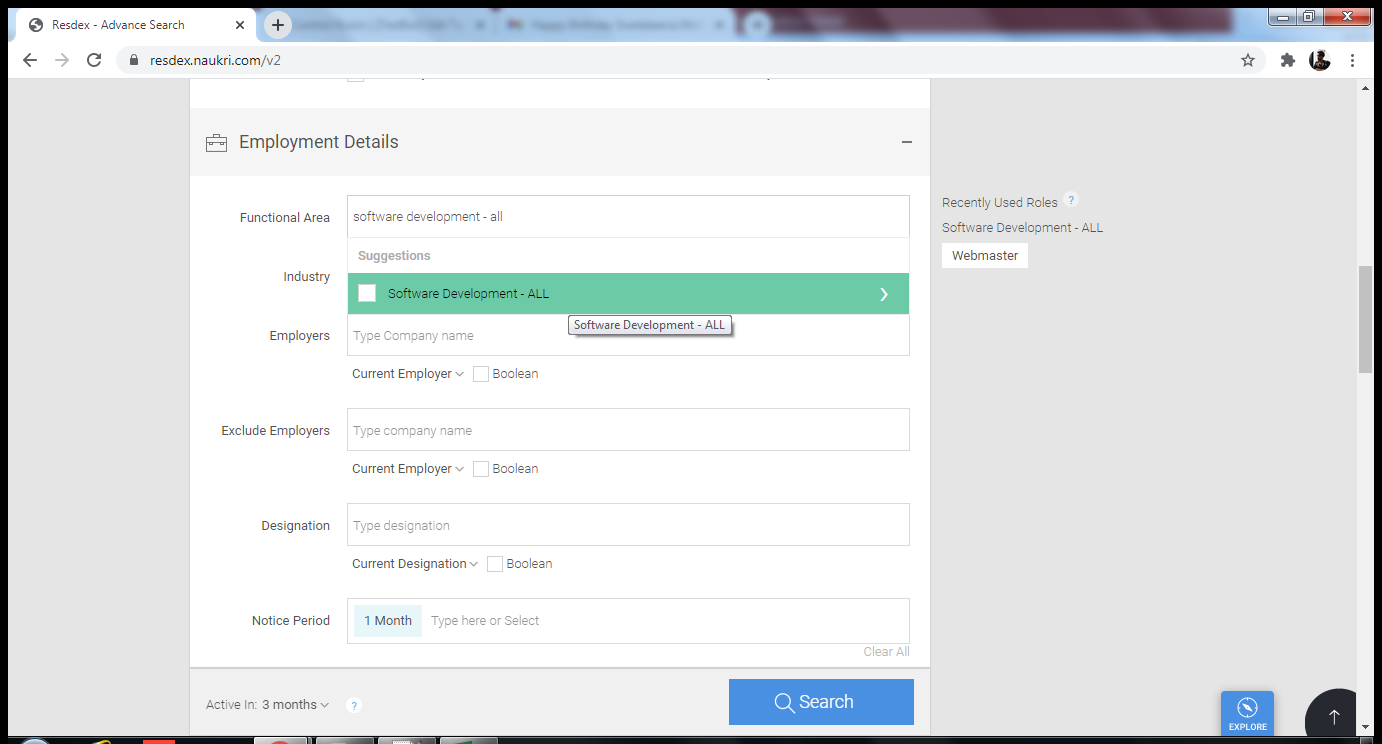 Resdex - Advance Search
resdex.naukri.com/v2
Employment Details
Functional Area
software development - all
Suggestions
Industry
Software Development - ALL
Software Development - ALL
Employers
Type Company name
Current Employer
Boolean
Exclude Employers
Type company name
Current Employer
Boolean
Designation
Type designation
Current Designation
Boolean
Notice Period
1 Month
Type here or Select
Clear All
Active In: 3 months
?
Search
Recently Used Roles
?
Software Development - ALL
Webmaster
EXPLORE